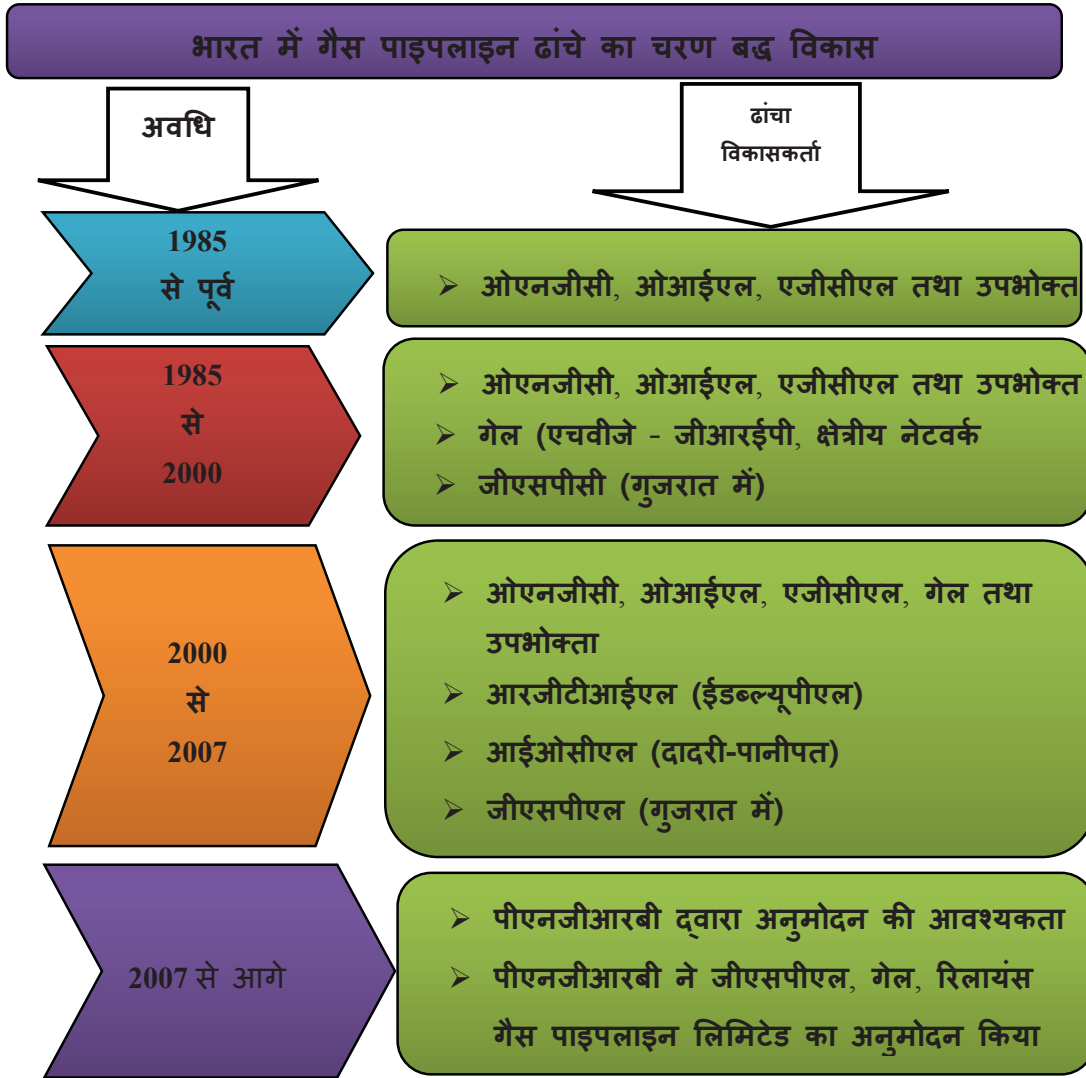 भारत में गैस पाइपलाइन ढांचे का चरण बद्ध विकास
अवधि
ढांचा
विकासकर्ता
1985
से पूर्व
➢ ओएनजीसी, ओआईएल, एजीसीएल तथा उपभोक्त
1985
से
2000
➢ ओएनजीसी, ओआईएल, एजीसीएल तथा उपभोक्त
➢ गेल (एचवीजे - जीआरईपी, क्षेत्रीय नेटवर्क
➢ जीएसपीसी (गुजरात में)
2000
से
2007
➢ ओएनजीसी, ओआईएल, एजीसीएल, गेल तथा
उपभोक्ता
➢ आरजीटीआईएल (ईडब्ल्यूपीएल)
➢ आईओसीएल (दादरी-पानीपत)
➢ जीएसपीएल (गुजरात में)
2007 से आगे
➢ पीएनजीआरबी द्वारा अनुमोदन की आवश्यकता
➢ पीएनजीआरबी ने जीएसपीएल, गेल, रिलायंस
गैस पाइपलाइन लिमिटेड का अनुमोदन किया